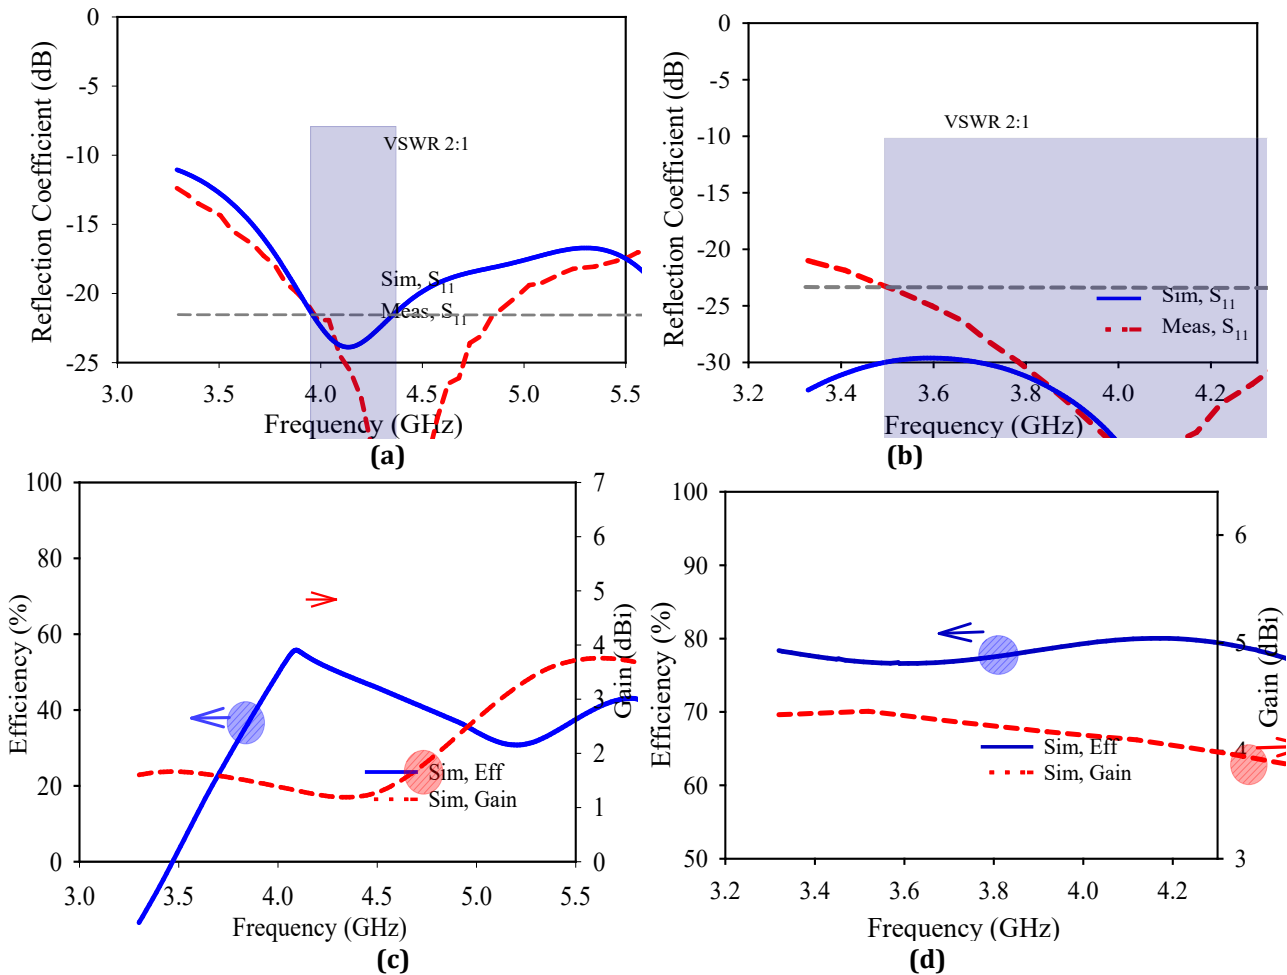 0
-5
-10
-15
-20
-25
Reflection Coefficient (dB)
VSWR 2:1
Sim, S11
Meas, S11
3.0 3.5 4.0 4.5 5.0 5.5
Frequency (GHz)
(a)
0
-5
-10
-15
-20
-25
-30
Reflection Coefficient (dB)
VSWR 2:1
Sim, S11
Meas, S11
3.2 3.4 3.6 3.8 4.0 4.2
Frequency (GHz)
(b)
100
80
60
40
20
0
Efficiency (%)
7
6
5
4
3
2
1
0
Gain (dBi)
Sim, Eff
Sim, Gain
3.0 3.5 4.0 4.5 5.0 5.5
Frequency (GHz)
(c)
100
90
80
70
60
50
Efficiency (%)
6
5
4
3
Gain (dBi)
Sim, Eff
Sim, Gain
3.2 3.4 3.6 3.8 4.0 4.2
Frequency (GHz)
(d)